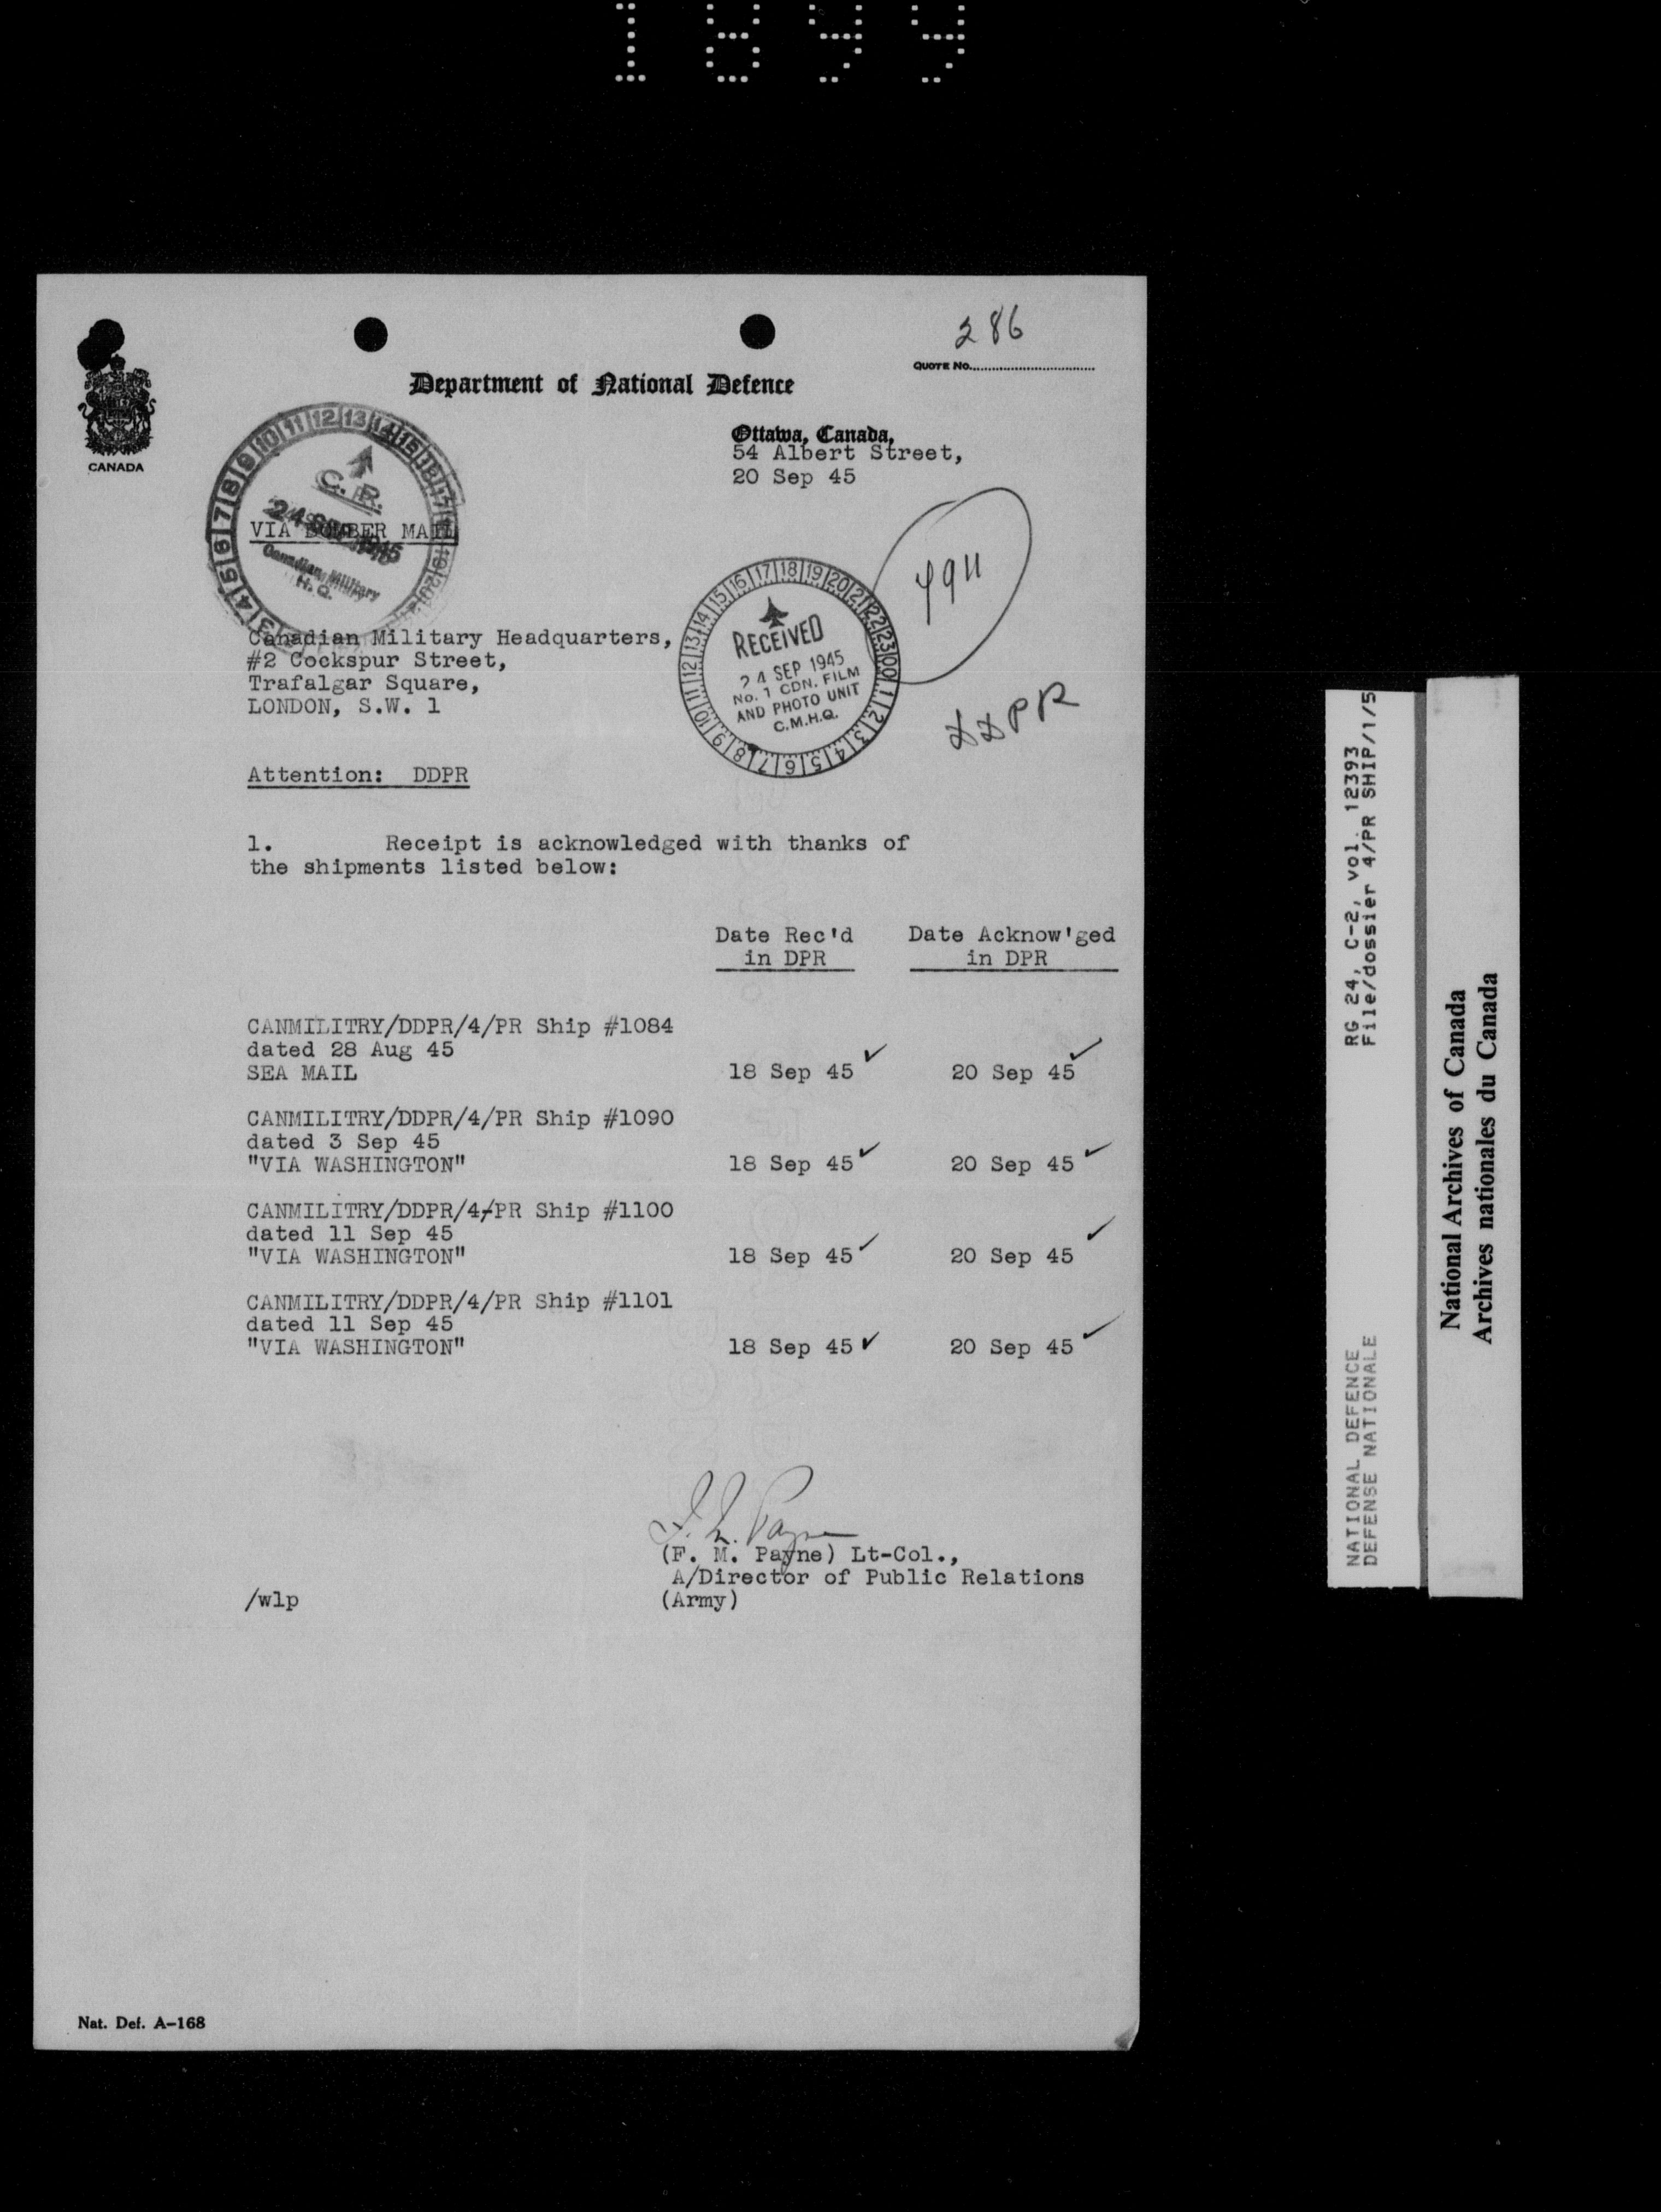 1899
286
QUOTE No.
Department of National Defence
CANADA
Ottawa, Canada,
54 Albert Street,
20 Sep 45
C. R.
24 SEP 1945
Canadian Military
H. Q.
VIA BOMBER MAIL
RECEIVED
24 SEP 1945
No. 1 CDN. FILM
AND PHOTO UNIT
C.M.H.Q.
DDPR
Canadian Military Headquarters,
#2 Cockspur Street,
Trafalgar Square,
LONDON, S.W. 1
Attention: DDPR
1. Receipt is acknowledged with thanks of
the shipments listed below:
Date Rec'd Date Acknow'ged
in DPR in DPR
CANMILITRY/DDPR/4/PR Ship #1084
dated 28 Aug 45
SEA MAIL 18 Sep 45 ✓ 20 Sep 45 ✓
CANMILITRY/DDPR/4/PR Ship #1090
dated 3 Sep 45
"VIA WASHINGTON" 18 Sep 45 ✓ 20 Sep 45 ✓
CANMILITRY/DDPR/4/PR Ship #1100
dated 11 Sep 45
"VIA WASHINGTON" 18 Sep 45 ✓ 20 Sep 45 ✓
CANMILITRY/DDPR/4/PR Ship #1101
dated 11 Sep 45
"VIA WASHINGTON" 18 Sep 45 ✓ 20 Sep 45 ✓
(F. M. Payne) Lt-Col.,
A/Director of Public Relations
/wlp (Army)
Nat. Def. A-168
NATIONAL DEFENCE RG 24, C-2, vol. 12393
DEFENSE NATIONALE File/dossier 4/PR SHIP/1/5
National Archives of Canada
Archives nationales du Canada